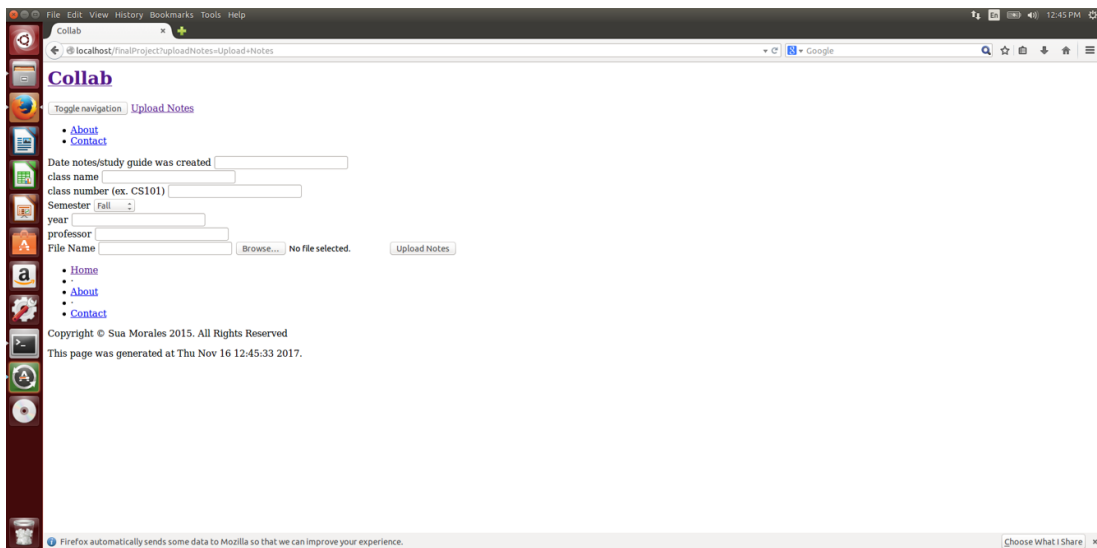 File Edit View History Bookmarks Tools Help
En 12:45 PM
Collab
localhost/finalProject?uploadNotes=Upload+Notes
Google
Collab
Toggle navigation Upload Notes
• About
• Contact
Date notes/study guide was created
class name
class number (ex. CS101)
Semester Fall
year
professor
File Name Browse... No file selected. Upload Notes
• Home
• ·
• About
• ·
• Contact
Copyright © Sua Morales 2015. All Rights Reserved
This page was generated at Thu Nov 16 12:45:33 2017.
Firefox automatically sends some data to Mozilla so that we can improve your experience. Choose What I Share